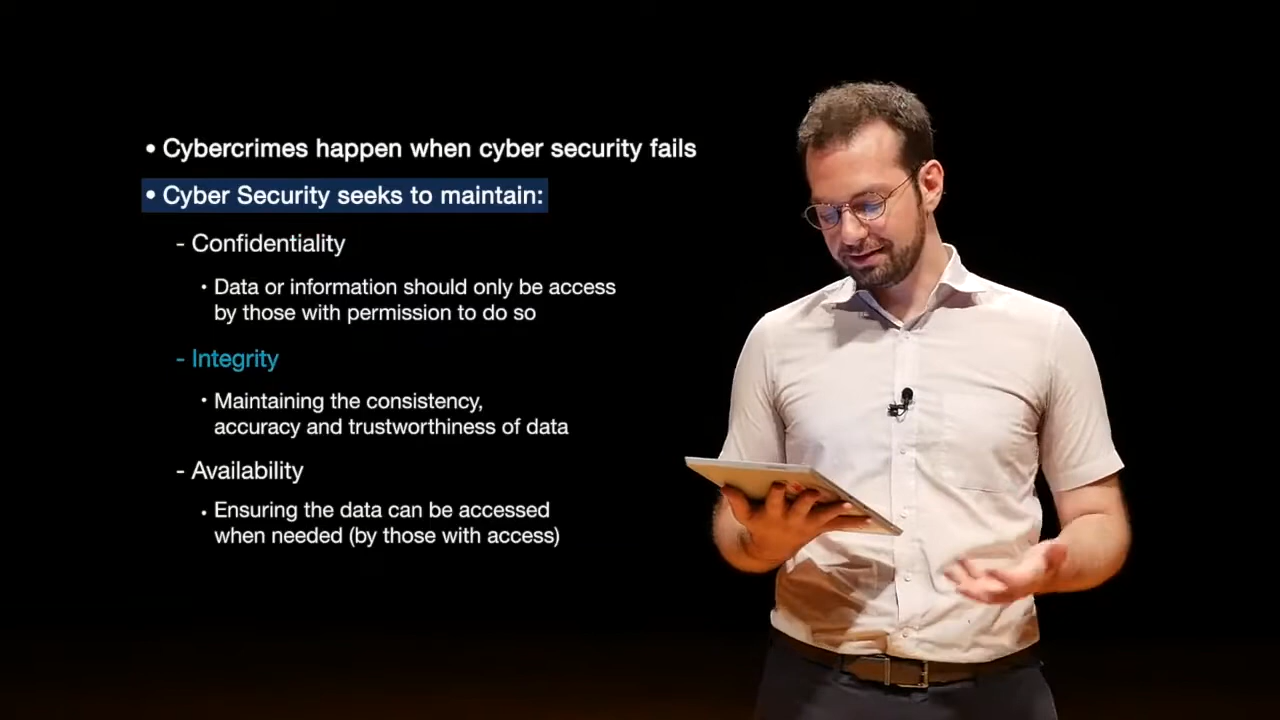 • Cybercrimes happen when cyber security fails
• Cyber Security seeks to maintain:
- Confidentiality
• Data or information should only be access
by those with permission to do so
- Integrity
• Maintaining the consistency,
accuracy and trustworthiness of data
- Availability
• Ensuring the data can be accessed
when needed (by those with access)